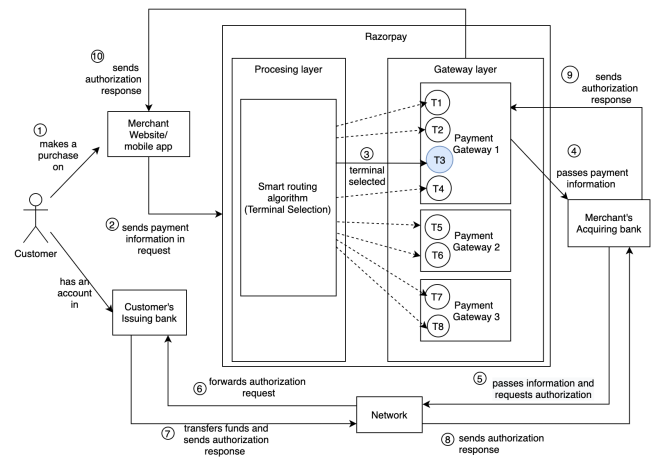 10
sends
authorization
response
Razorpay
Procesing layer
Gateway layer
9
sends
authorization
response
1
makes a
purchase
on
Merchant
Website/
mobile app
T1
T2
Payment
Gateway 1
T3
T4
3
terminal
selected
4
passes payment
information
Smart routing
algorithm
(Terminal Selection)
Customer
2
sends payment
information in
request
T5
Payment
Gateway 2
T6
Merchant's
Acquiring bank
has an
account
in
Customer's
Issuing bank
T7
Payment
Gateway 3
T8
6
forwards authorization
request
5
passes information and
requests authorization
Network
7
transfers funds and
sends authorization
response
8
sends authorization
response